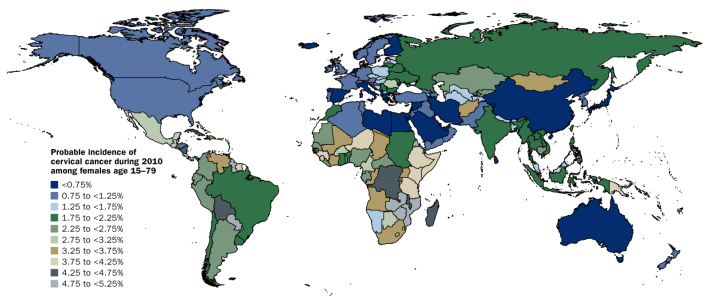 Probable incidence of
cervical cancer during 2010
among females age 15–79
<0.75%
0.75 to <1.25%
1.25 to <1.75%
1.75 to <2.25%
2.25 to <2.75%
2.75 to <3.25%
3.25 to <3.75%
3.75 to <4.25%
4.25 to <4.75%
4.75 to <5.25%